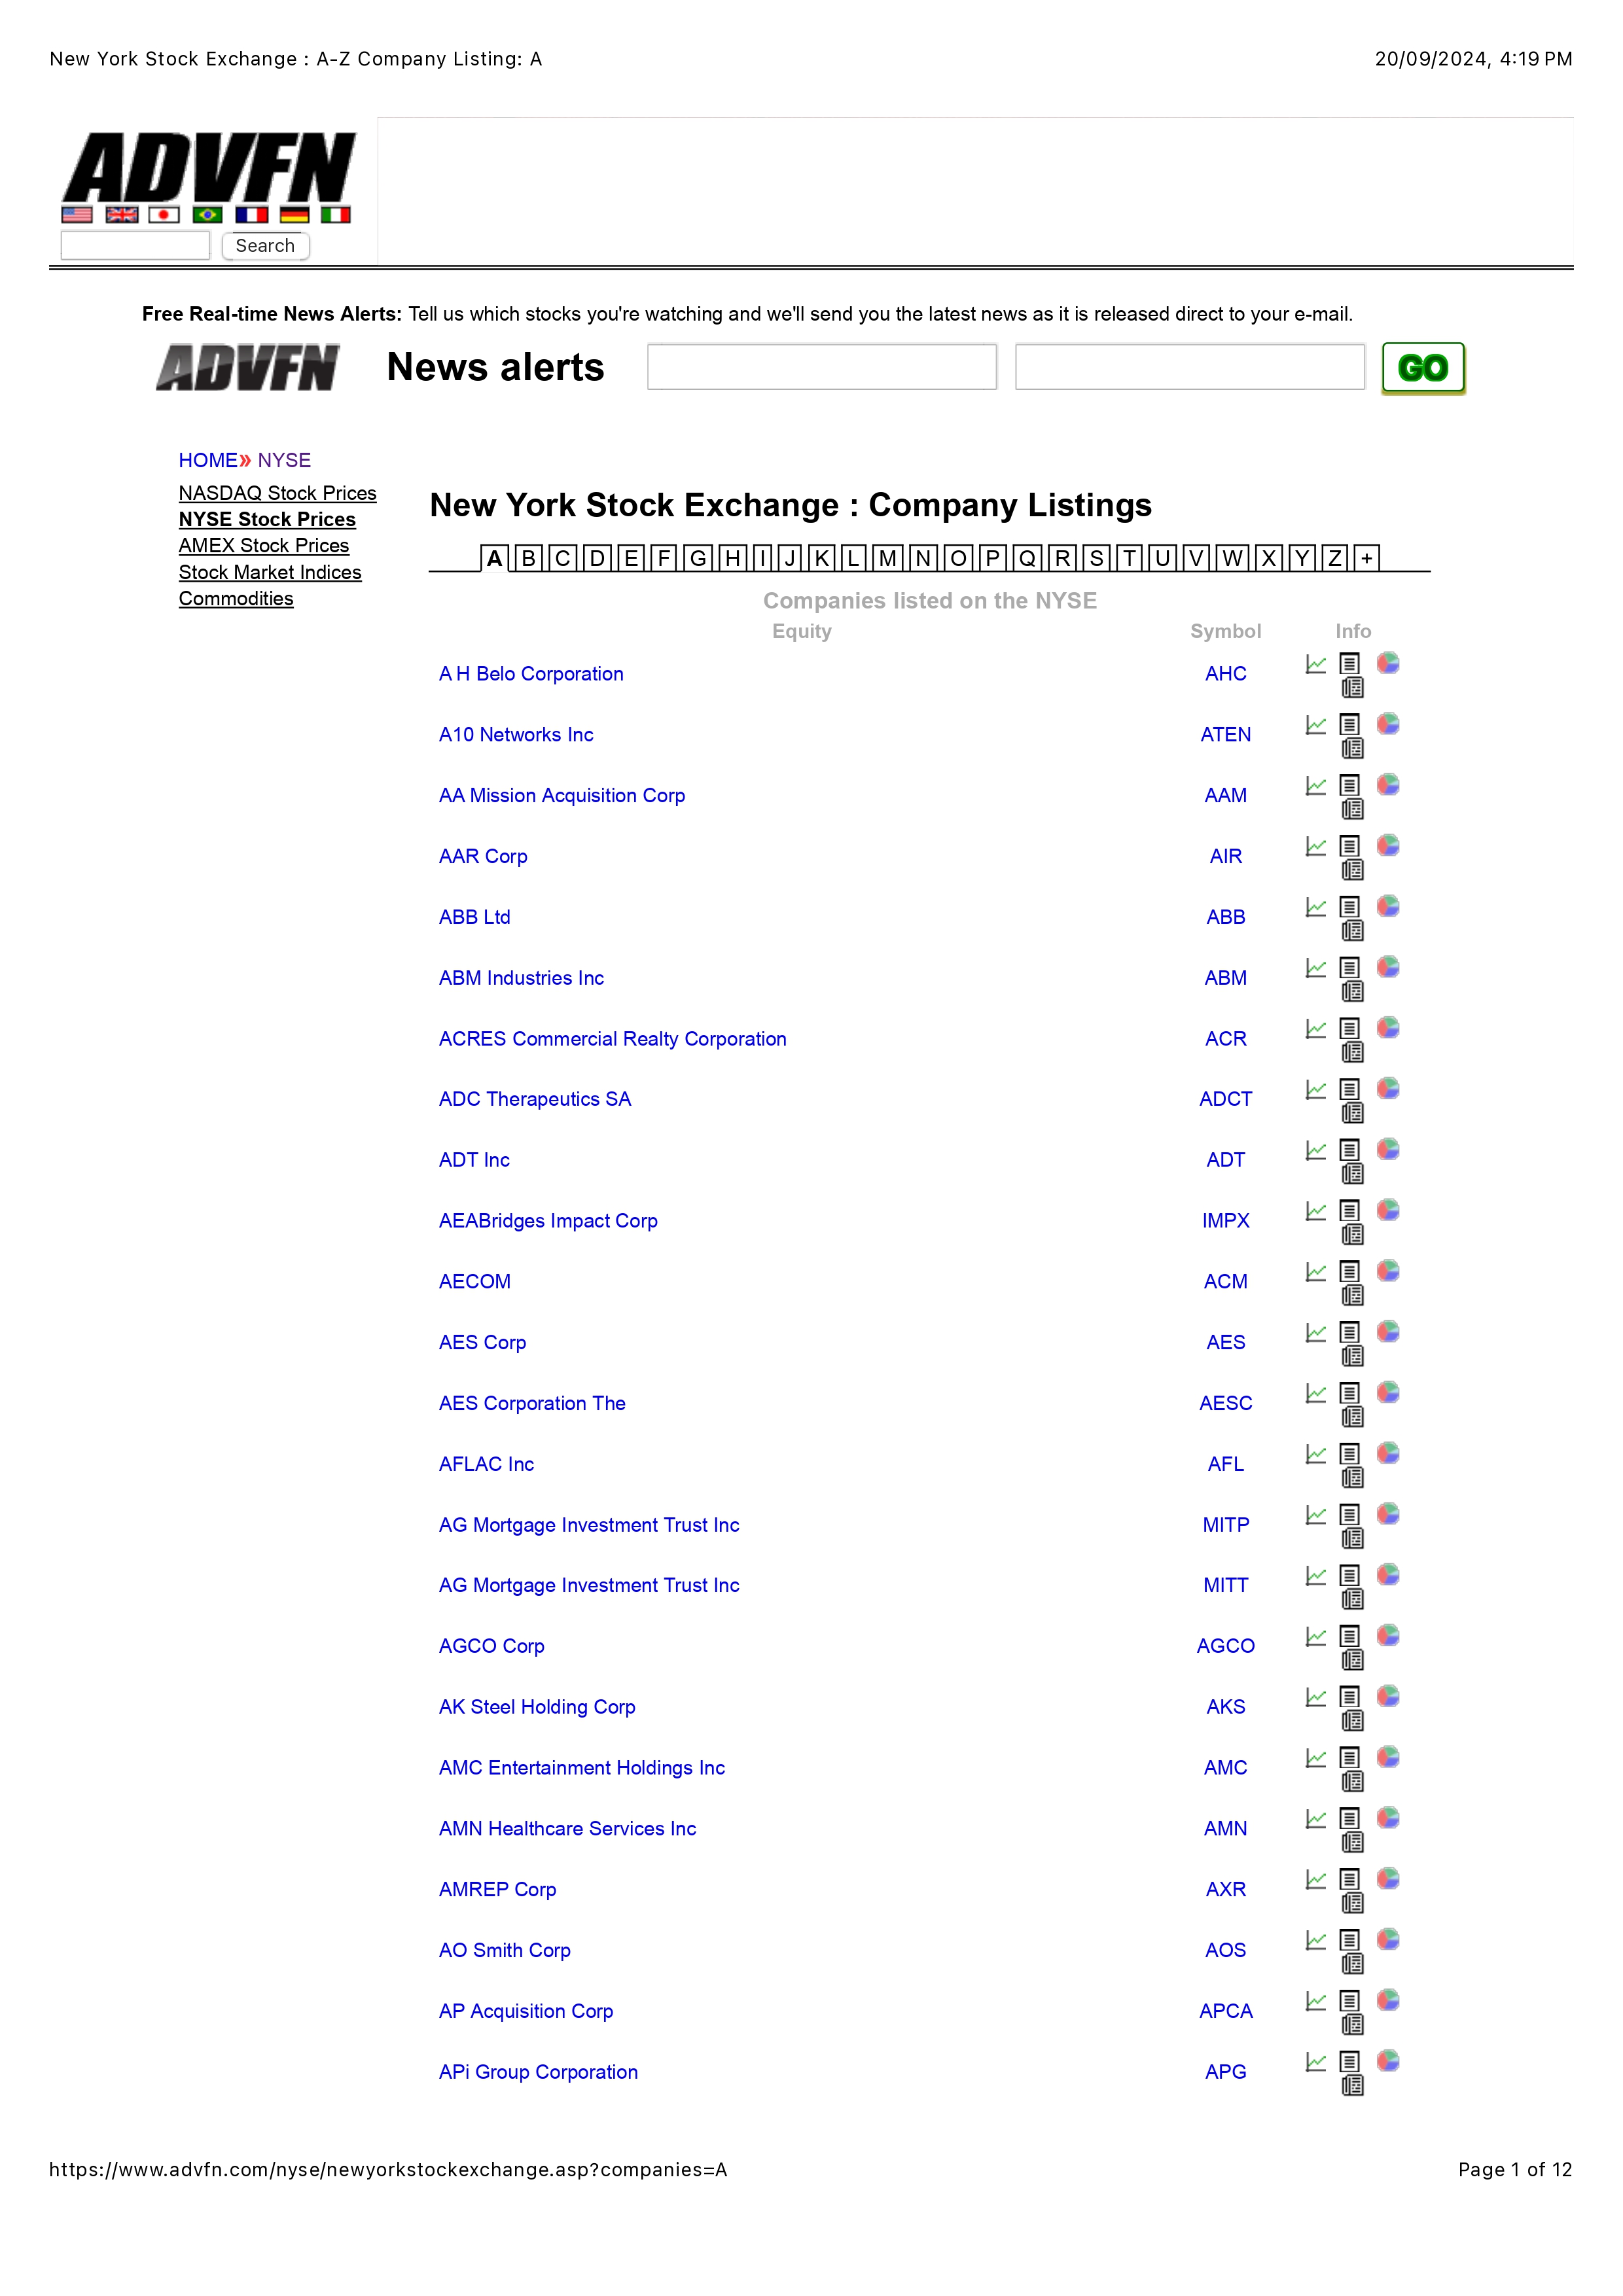 New York Stock Exchange : A-Z Company Listing: A 20/09/2024, 4:19 PM
ADVFN
Search
Free Real-time News Alerts: Tell us which stocks you're watching and we'll send you the latest news as it is released direct to your e-mail.
ADVFN News alerts GO
HOME» NYSE
NASDAQ Stock Prices
NYSE Stock Prices
AMEX Stock Prices
Stock Market Indices
Commodities
New York Stock Exchange : Company Listings
A B C D E F G H I J K L M N O P Q R S T U V W X Y Z +
Companies listed on the NYSE
Equity Symbol Info
A H Belo Corporation AHC
A10 Networks Inc ATEN
AA Mission Acquisition Corp AAM
AAR Corp AIR
ABB Ltd ABB
ABM Industries Inc ABM
ACRES Commercial Realty Corporation ACR
ADC Therapeutics SA ADCT
ADT Inc ADT
AEABridges Impact Corp IMPX
AECOM ACM
AES Corp AES
AES Corporation The AESC
AFLAC Inc AFL
AG Mortgage Investment Trust Inc MITP
AG Mortgage Investment Trust Inc MITT
AGCO Corp AGCO
AK Steel Holding Corp AKS
AMC Entertainment Holdings Inc AMC
AMN Healthcare Services Inc AMN
AMREP Corp AXR
AO Smith Corp AOS
AP Acquisition Corp APCA
APi Group Corporation APG
https://www.advfn.com/nyse/newyorkstockexchange.asp?companies=A Page 1 of 12